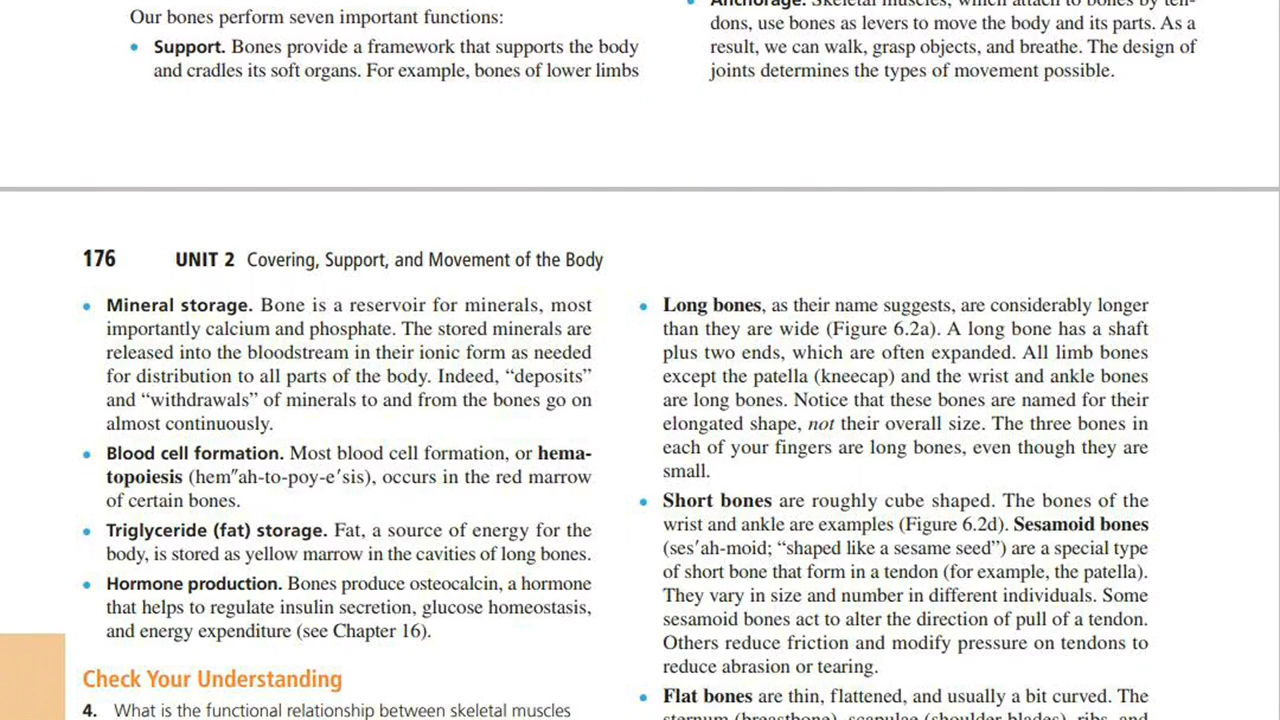 Our bones perform seven important functions:
• Support. Bones provide a framework that supports the body
and cradles its soft organs. For example, bones of lower limbs
• Anchorage. Skeletal muscles, which attach to bones by ten-
dons, use bones as levers to move the body and its parts. As a
result, we can walk, grasp objects, and breathe. The design of
joints determines the types of movement possible.
176 UNIT 2 Covering, Support, and Movement of the Body
• Mineral storage. Bone is a reservoir for minerals, most
importantly calcium and phosphate. The stored minerals are
released into the bloodstream in their ionic form as needed
for distribution to all parts of the body. Indeed, “deposits”
and “withdrawals” of minerals to and from the bones go on
almost continuously.
• Blood cell formation. Most blood cell formation, or hema-
topoiesis (hem″ah-to-poy-e′sis), occurs in the red marrow
of certain bones.
• Triglyceride (fat) storage. Fat, a source of energy for the
body, is stored as yellow marrow in the cavities of long bones.
• Hormone production. Bones produce osteocalcin, a hormone
that helps to regulate insulin secretion, glucose homeostasis,
and energy expenditure (see Chapter 16).
Check Your Understanding
4. What is the functional relationship between skeletal muscles
• Long bones, as their name suggests, are considerably longer
than they are wide (Figure 6.2a). A long bone has a shaft
plus two ends, which are often expanded. All limb bones
except the patella (kneecap) and the wrist and ankle bones
are long bones. Notice that these bones are named for their
elongated shape, not their overall size. The three bones in
each of your fingers are long bones, even though they are
small.
• Short bones are roughly cube shaped. The bones of the
wrist and ankle are examples (Figure 6.2d). Sesamoid bones
(ses′ah-moid; “shaped like a sesame seed”) are a special type
of short bone that form in a tendon (for example, the patella).
They vary in size and number in different individuals. Some
sesamoid bones act to alter the direction of pull of a tendon.
Others reduce friction and modify pressure on tendons to
reduce abrasion or tearing.
• Flat bones are thin, flattened, and usually a bit curved. The
sternum (breastbone), scapulae (shoulder blades), ribs, and